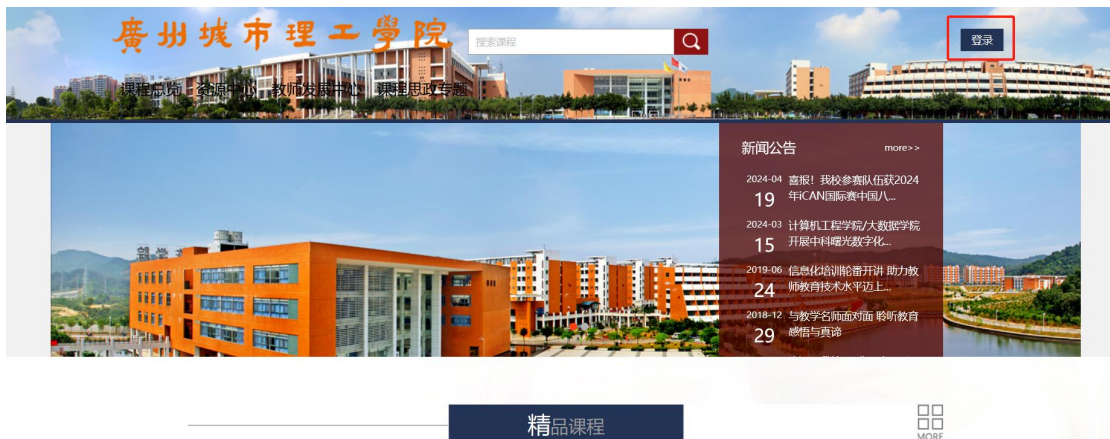 廣州城市理工學院
搜索课程
登录
课程总览 资源中心 教师发展中心 课程思政专题
新闻公告 more>>
2024-04 喜报！我校参赛队伍获2024
19 年iCAN国际赛中国八...
2024-03 计算机工程学院/大数据学院
15 开展中科曙光数字化...
2019-06 信息化培训轮番开讲 助力教
24 师教育技术水平迈上...
2018-12 与教学名师面对面 聆听教育
29 感悟与真谛
精品课程
MORE